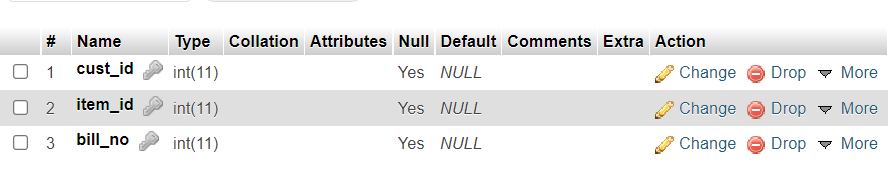 # Name Type Collation Attributes Null Default Comments Extra Action
1 cust_id int(11) Yes NULL Change Drop More
2 item_id int(11) Yes NULL Change Drop More
3 bill_no int(11) Yes NULL Change Drop More